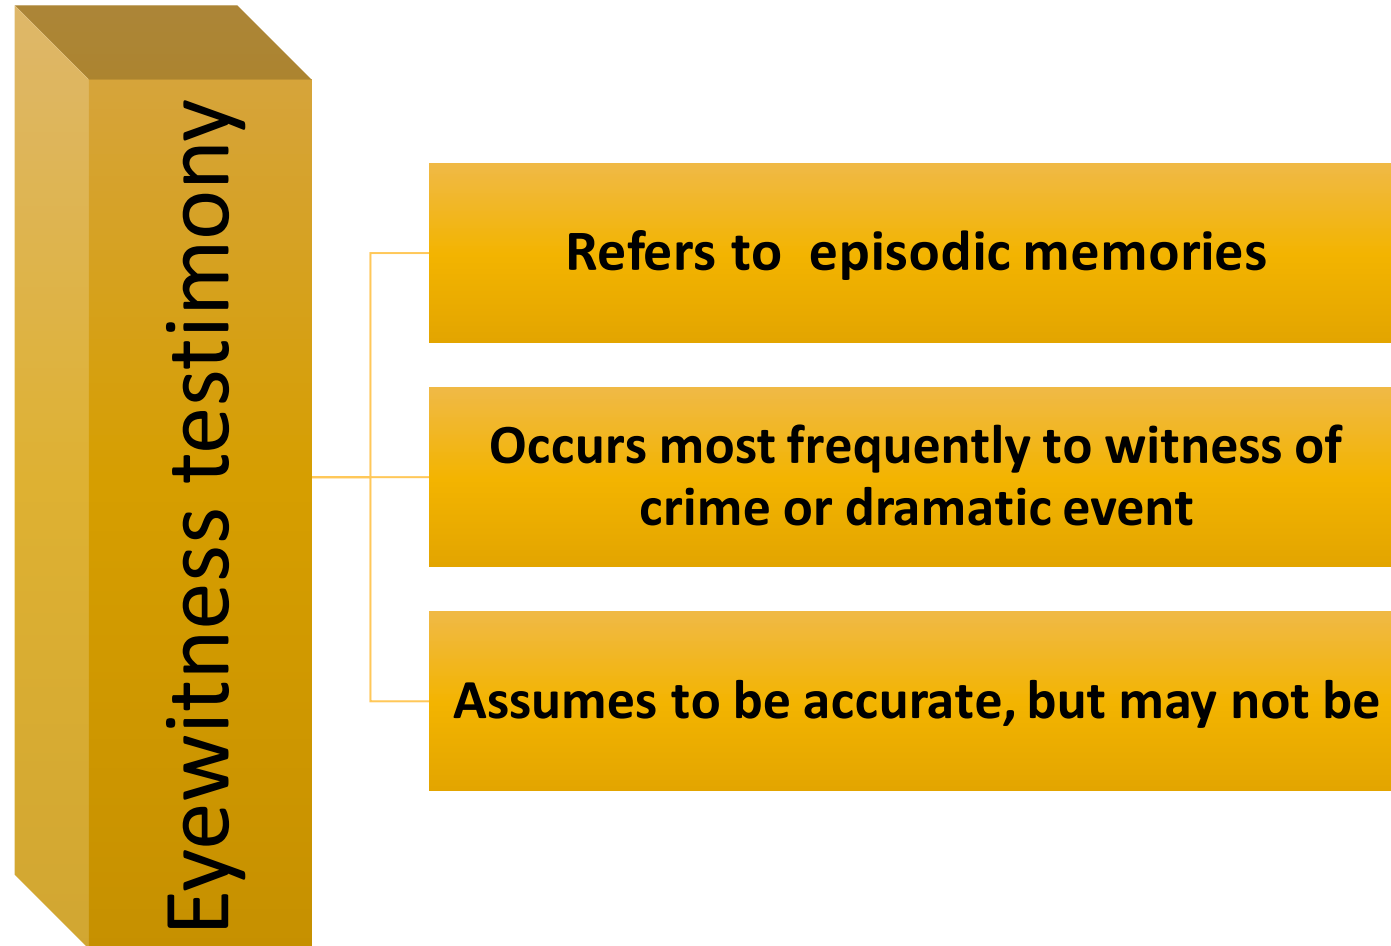 Eyewitness testimony
Refers to  episodic memories
Occurs most frequently to witness of
crime or dramatic event
Assumes to be accurate, but may not be